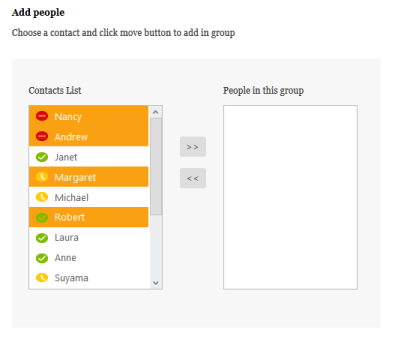 Add people
Choose a contact and click move button to add in group
Contacts List
People in this group
Nancy
Andrew
Janet
Margaret
Michael
Robert
Laura
Anne
Suyama
>>
<<